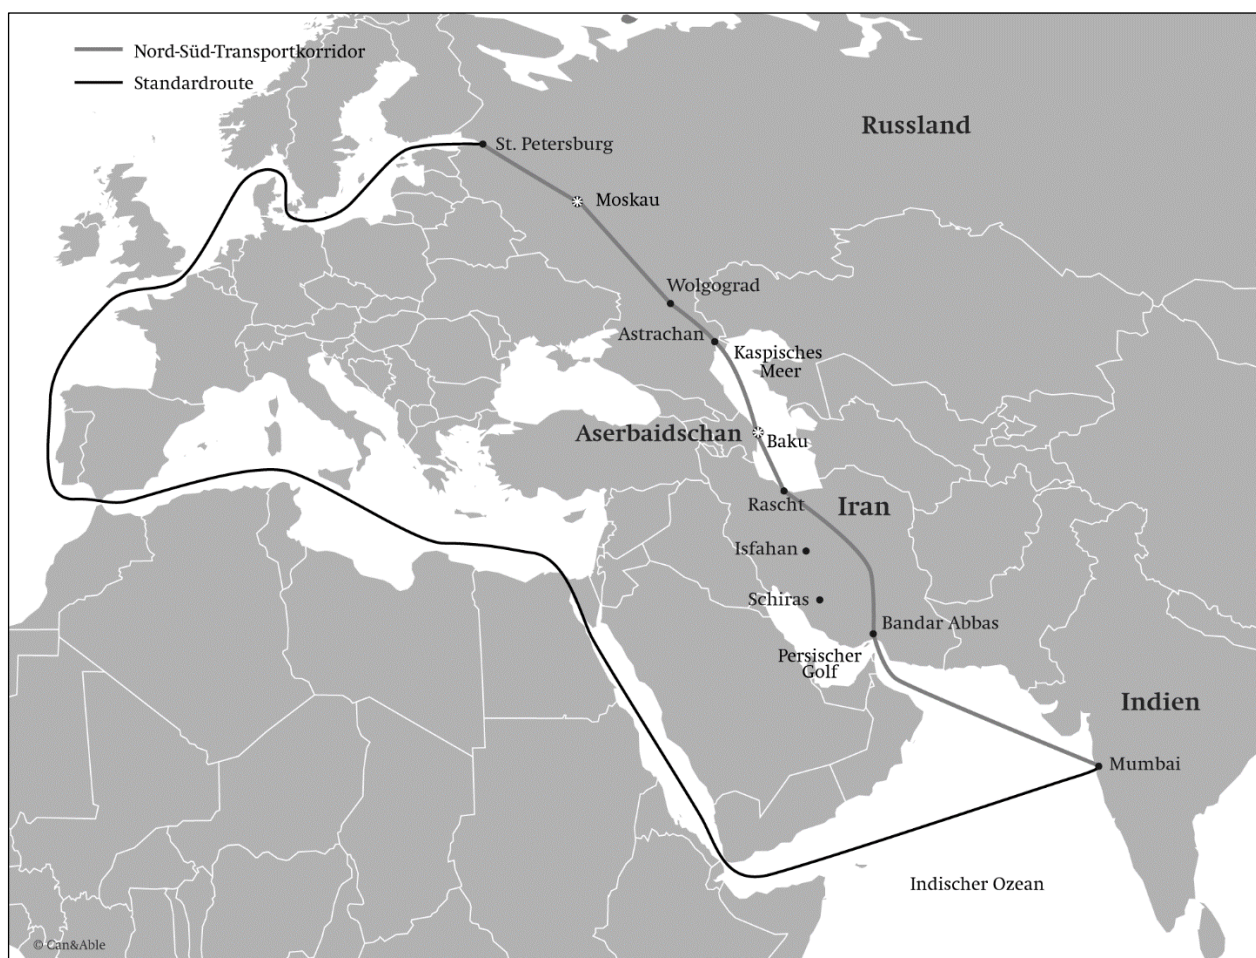 Nord-Süd-Transportkorridor
Standardroute
Russland
St. Petersburg
Moskau
Wolgograd
Astrachan
Kaspisches
Meer
Aserbaidschan
Baku
Rascht
Iran
Isfahan
Schiras
Bandar Abbas
Persischer
Golf
Indien
Mumbai
Indischer Ozean
© Can&Able